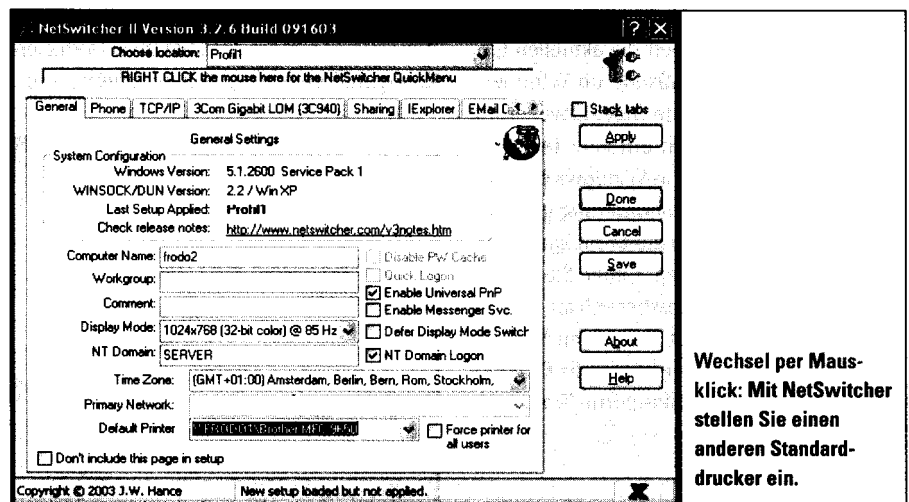 NetSwitcher II Version 3.2.6 Build 091603
Choose location: Profil1
RIGHT CLICK the mouse here for the NetSwitcher QuickMenu
General Phone TCP/IP 3Com Gigabit LOM (3C940) Sharing IExplorer EMail
Stack tabs
General Settings
Apply
System Configuration
Windows Version: 5.1.2600 Service Pack 1
WINSOCK/DUN Version: 2.2 / Win XP
Done
Last Setup Applied: Profil1
Check release notes: http://www.netswitcher.com/v3notes.htm
Cancel
Computer Name: frodo2
Disable PW Cache
Save
Workgroup:
Quick Logon
Enable Universal PnP
Comment:
Enable Messenger Svc.
Display Mode: 1024x768 (32-bit color) @ 85 Hz
Defer Display Mode Switch
About
NT Domain: SERVER
NT Domain Logon
Time Zone: (GMT+01:00) Amsterdam, Berlin, Bern, Rom, Stockholm,
Help
Primary Network:
Default Printer
Force printer for
all users
Don't include this page in setup
Copyright © 2003 J.W. Hance
New setup loaded but not applied.
Wechsel per Maus-
klick: Mit NetSwitcher
stellen Sie einen
anderen Standard-
drucker ein.